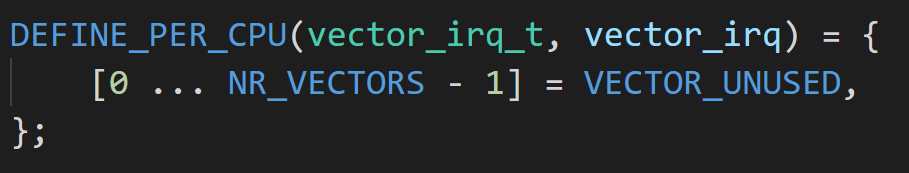 DEFINE_PER_CPU(vector_irq_t, vector_irq) = {
    [0 ... NR_VECTORS - 1] = VECTOR_UNUSED,
};